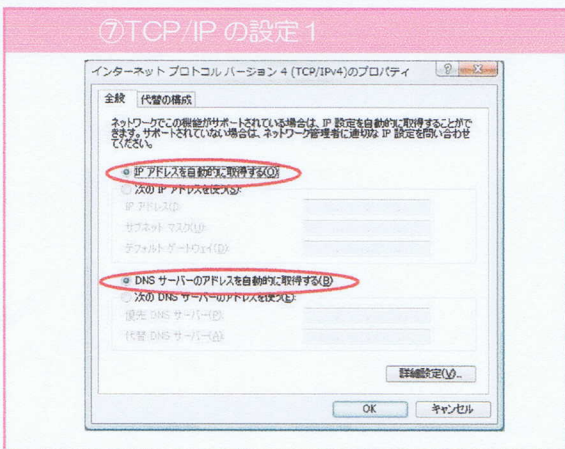 ⑦TCP/IP の設定1
インターネット プロトコル バージョン 4 (TCP/IPv4)のプロパティ
全般 代替の構成
ネットワークでこの機能がサポートされている場合は、IP 設定を自動的に取得することがで
きます。サポートされていない場合は、ネットワーク管理者に適切な IP 設定を問い合わせ
てください。
IP アドレスを自動的に取得する(O)
次の IP アドレスを使う(S):
IP アドレス(I):
サブネット マスク(U):
デフォルト ゲートウェイ(D):
DNS サーバーのアドレスを自動的に取得する(B)
次の DNS サーバーのアドレスを使う(E):
優先 DNS サーバー(P):
代替 DNS サーバー(A):
詳細設定(V)...
OK キャンセル